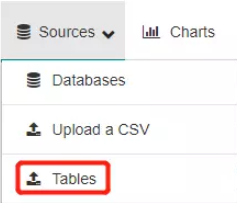 Sources Charts
Databases
Upload a CSV
Tables